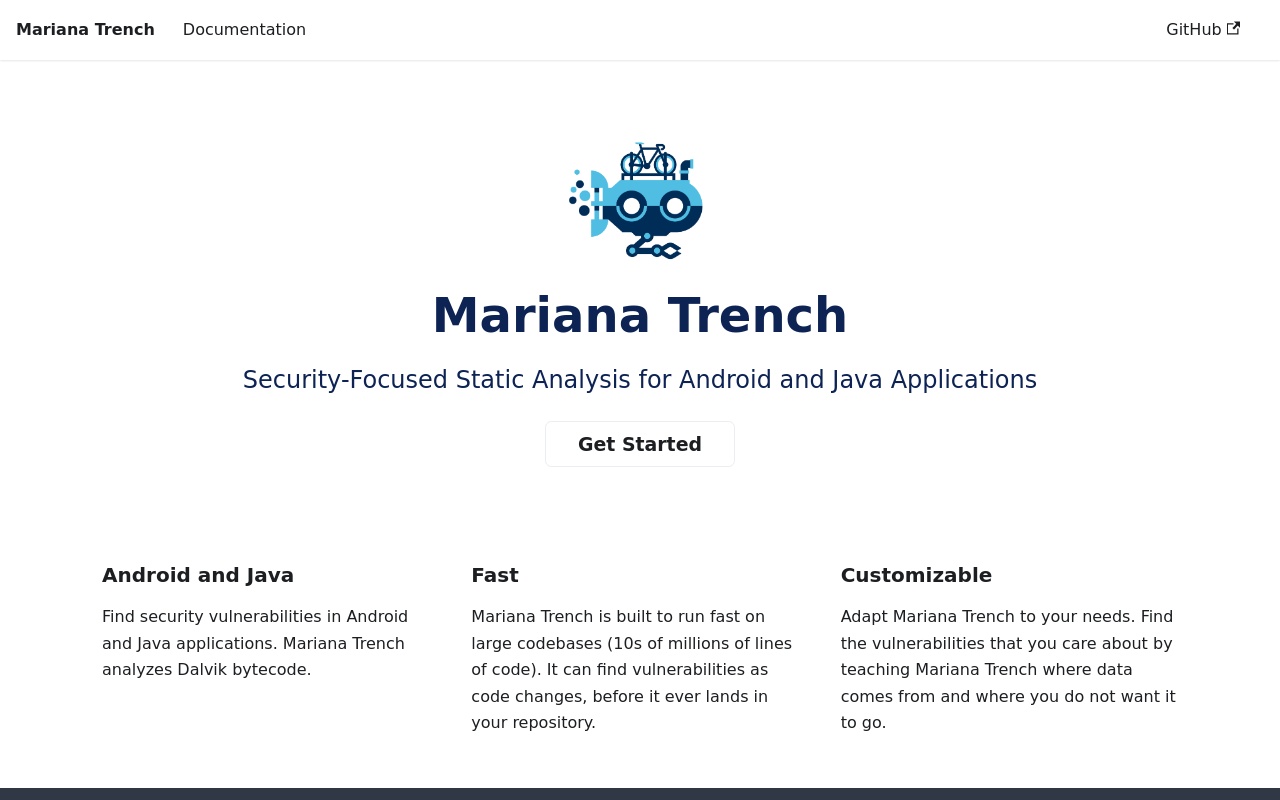 Mariana Trench
Documentation
GitHub
Mariana Trench
Security-Focused Static Analysis for Android and Java Applications
Get Started
Android and Java
Find security vulnerabilities in Android
and Java applications. Mariana Trench
analyzes Dalvik bytecode.
Fast
Mariana Trench is built to run fast on
large codebases (10s of millions of lines
of code). It can find vulnerabilities as
code changes, before it ever lands in
your repository.
Customizable
Adapt Mariana Trench to your needs. Find
the vulnerabilities that you care about by
teaching Mariana Trench where data
comes from and where you do not want it
to go.